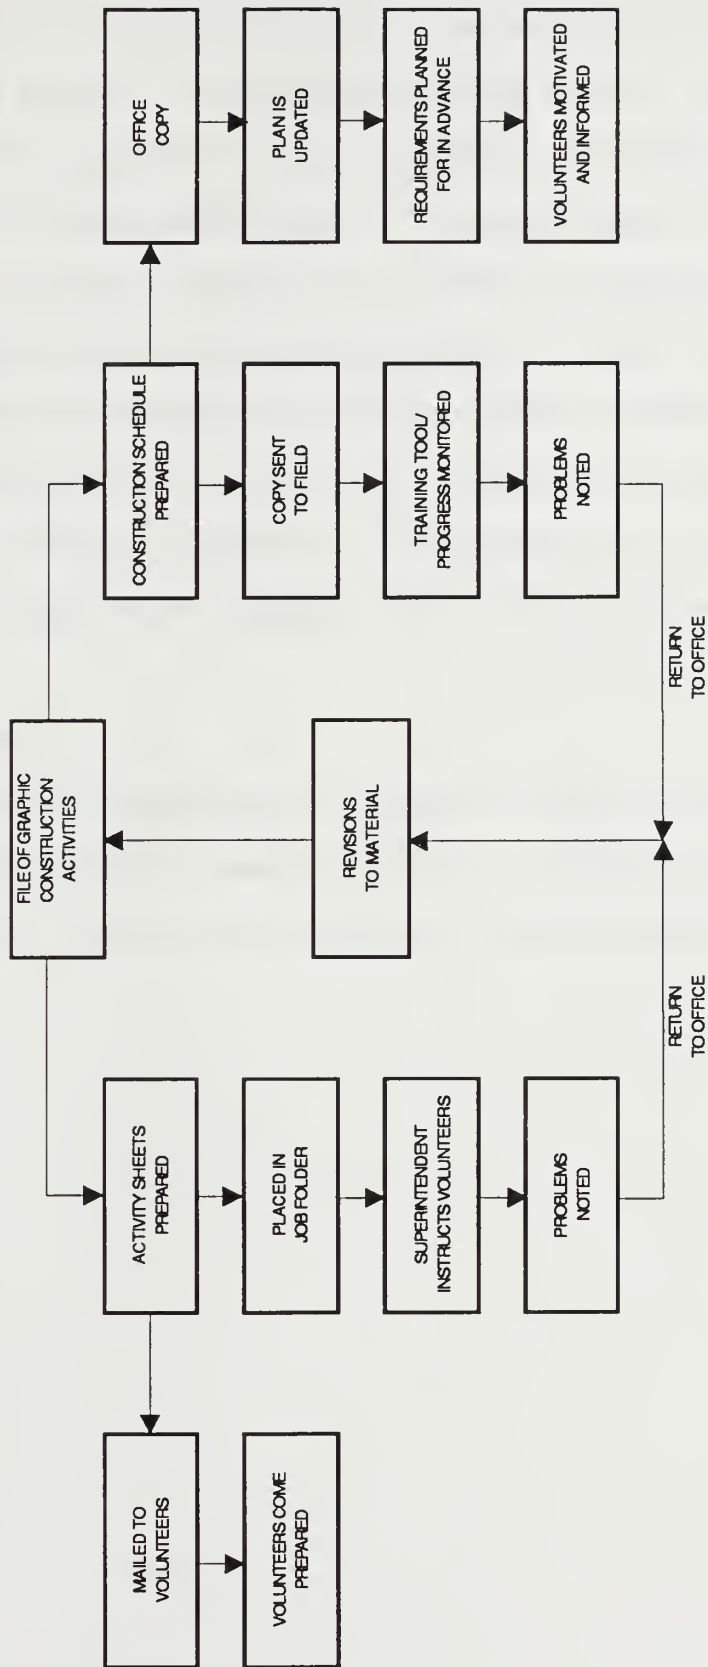 FILE OF GRAPHIC
CONSTRUCTION
ACTIVITIES
MAILED TO
VOLUNTEERS
ACTIVITY SHEETS
PREPARED
CONSTRUCTION SCHEDULE
PREPARED
OFFICE
COPY
VOLUNTEERS COME
PREPARED
PLACED IN
JOB FOLDER
REVISIONS
TO MATERIAL
COPY SENT
TO FIELD
PLAN IS
UPDATED
SUPERINTENDENT
INSTRUCTS VOLUNTEERS
TRAINING TOOL/
PROGRESS MONITORED
REQUIREMENTS PLANNED
FOR IN ADVANCE
PROBLEMS
NOTED
PROBLEMS
NOTED
VOLUNTEERS MOTIVATED
AND INFORMED
RETURN
TO OFFICE
RETURN
TO OFFICE